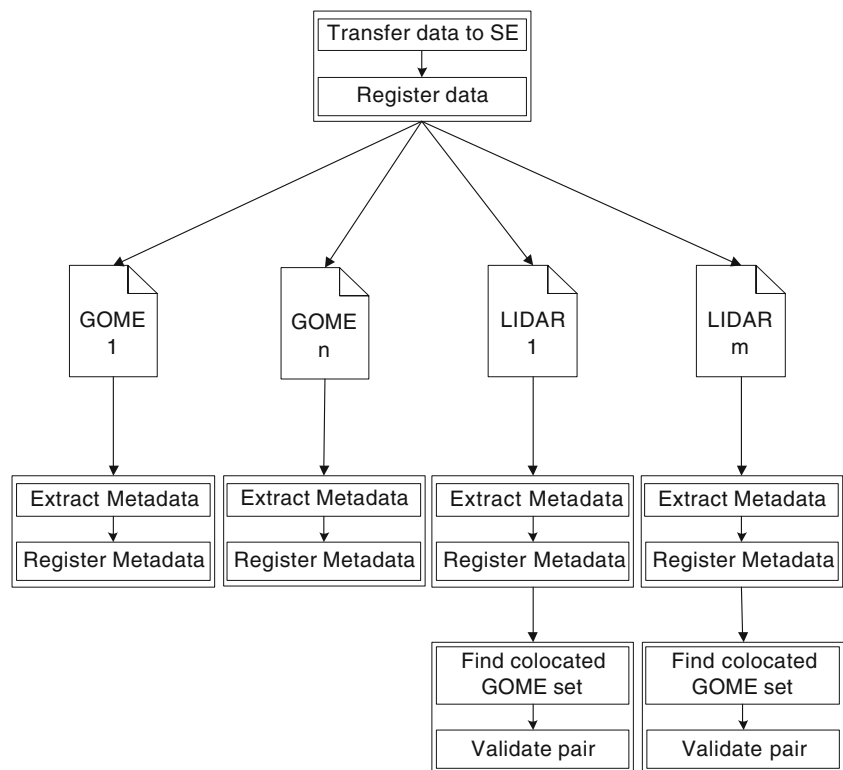 Transfer data to SE
Register data
GOME
1
GOME
n
LIDAR
1
LIDAR
m
Extract Metadata
Register Metadata
Extract Metadata
Register Metadata
Extract Metadata
Register Metadata
Extract Metadata
Register Metadata
Find colocated
GOME set
Validate pair
Find colocated
GOME set
Validate pair